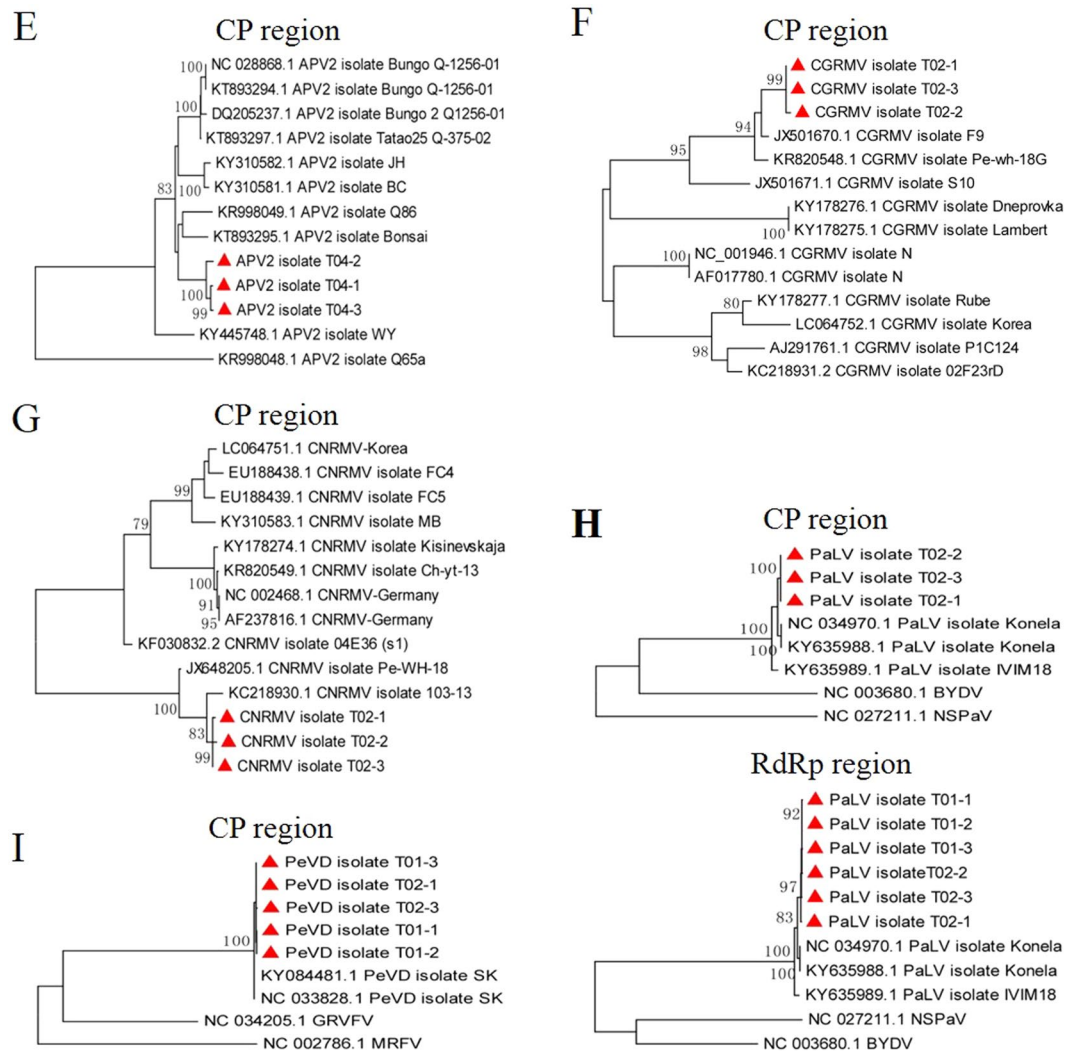 E
CP region
100
NC 028868.1 APV2 isolate Bungo Q-1256-01
KT893294.1 APV2 isolate Bungo Q-1256-01
100
DQ205237.1 APV2 isolate Bungo 2 Q1256-01
KT893297.1 APV2 isolate Tatao25 Q-375-02
KY310582.1 APV2 isolate JH
83
100
KY310581.1 APV2 isolate BC
KR998049.1 APV2 isolate Q86
KT893295.1 APV2 isolate Bonsai
APV2 isolate T04-2
APV2 isolate T04-1
100
99
APV2 isolate T04-3
KY445748.1 APV2 isolate WY
KR998048.1 APV2 isolate Q65a
F
CP region
CGRMV isolate T02-1
99
CGRMV isolate T02-3
CGRMV isolate T02-2
94
JX501670.1 CGRMV isolate F9
95
KR820548.1 CGRMV isolate Pe-wh-18G
JX501671.1 CGRMV isolate S10
KY178276.1 CGRMV isolate Dneprovka
100
KY178275.1 CGRMV isolate Lambert
100
NC_001946.1 CGRMV isolate N
AF017780.1 CGRMV isolate N
80
KY178277.1 CGRMV isolate Rube
LC064752.1 CGRMV isolate Korea
98
AJ291761.1 CGRMV isolate P1C124
KC218931.2 CGRMV isolate 02F23rD
G
CP region
LC064751.1 CNRMV-Korea
EU188438.1 CNRMV isolate FC4
99
EU188439.1 CNRMV isolate FC5
79
KY310583.1 CNRMV isolate MB
KY178274.1 CNRMV isolate Kisinevskaja
KR820549.1 CNRMV isolate Ch-yt-13
100
NC 002468.1 CNRMV-Germany
91
95
AF237816.1 CNRMV-Germany
KF030832.2 CNRMV isolate 04E36 (s1)
JX648205.1 CNRMV isolate Pe-WH-18
KC218930.1 CNRMV isolate 103-13
100
CNRMV isolate T02-1
83
CNRMV isolate T02-2
99
CNRMV isolate T02-3
H
CP region
PaLV isolate T02-2
100
PaLV isolate T02-3
PaLV isolate T02-1
100
NC 034970.1 PaLV isolate Konela
100
KY635988.1 PaLV isolate Konela
KY635989.1 PaLV isolate IVIM18
NC 003680.1 BYDV
NC 027211.1 NSPaV
RdRp region
PaLV isolate T01-1
92
PaLV isolate T01-2
PaLV isolate T01-3
PaLV isolateT02-2
97
PaLV isolate T02-3
83
PaLV isolate T02-1
100
NC 034970.1 PaLV isolate Konela
100
KY635988.1 PaLV isolate Konela
KY635989.1 PaLV isolate IVIM18
NC 027211.1 NSPaV
NC 003680.1 BYDV
I
CP region
PeVD isolate T01-3
PeVD isolate T02-1
PeVD isolate T02-3
PeVD isolate T01-1
100
PeVD isolate T01-2
KY084481.1 PeVD isolate SK
NC 033828.1 PeVD isolate SK
NC 034205.1 GRVFV
NC 002786.1 MRFV